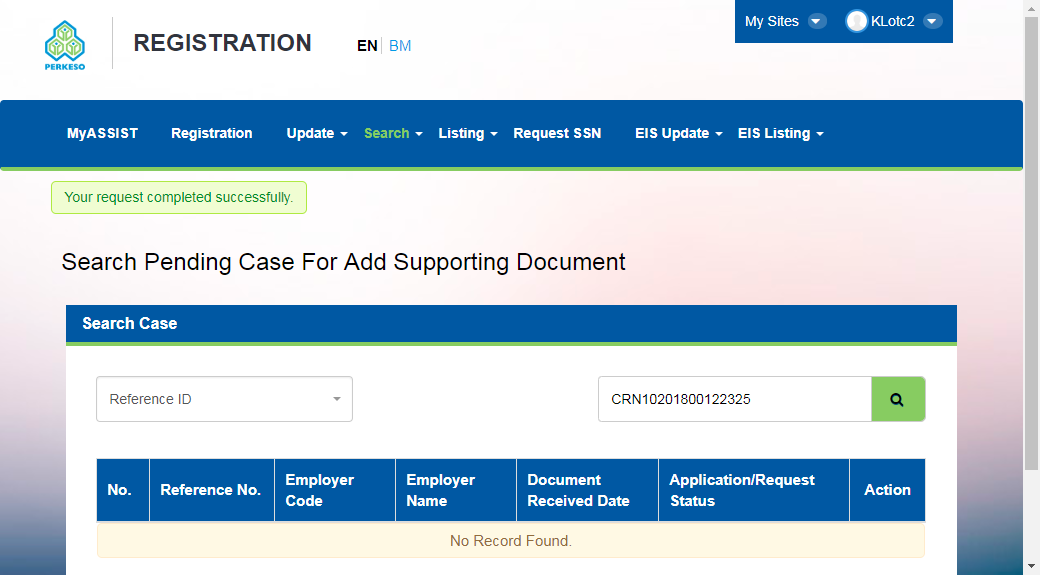 My Sites
KLotc2
PERKESO
REGISTRATION
EN BM
MyASSIST Registration Update Search Listing Request SSN EIS Update EIS Listing
Your request completed successfully.
Search Pending Case For Add Supporting Document
Search Case
Reference ID
CRN10201800122325
No.
Reference No.
Employer
Code
Employer
Name
Document
Received Date
Application/Request
Status
Action
No Record Found.